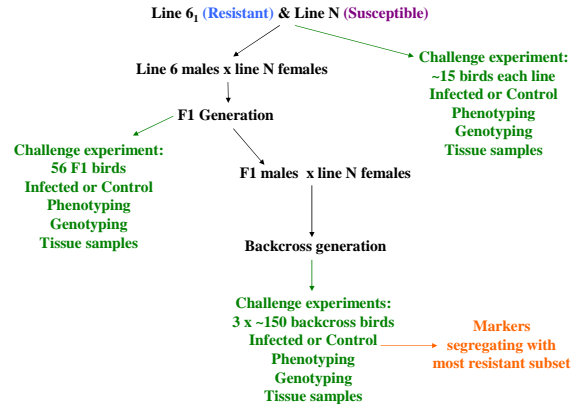 Line 6₁ (Resistant) & Line N (Susceptible)
Line 6 males x line N females
Challenge experiment:
~15 birds each line
Infected or Control
Phenotyping
Genotyping
Tissue samples
F1 Generation
Challenge experiment:
56 F1 birds
Infected or Control
Phenotyping
Genotyping
Tissue samples
F1 males x line N females
Backcross generation
Challenge experiments:
3 x ~150 backcross birds
Infected or Control
Phenotyping
Genotyping
Tissue samples
Markers
segregating with
most resistant subset